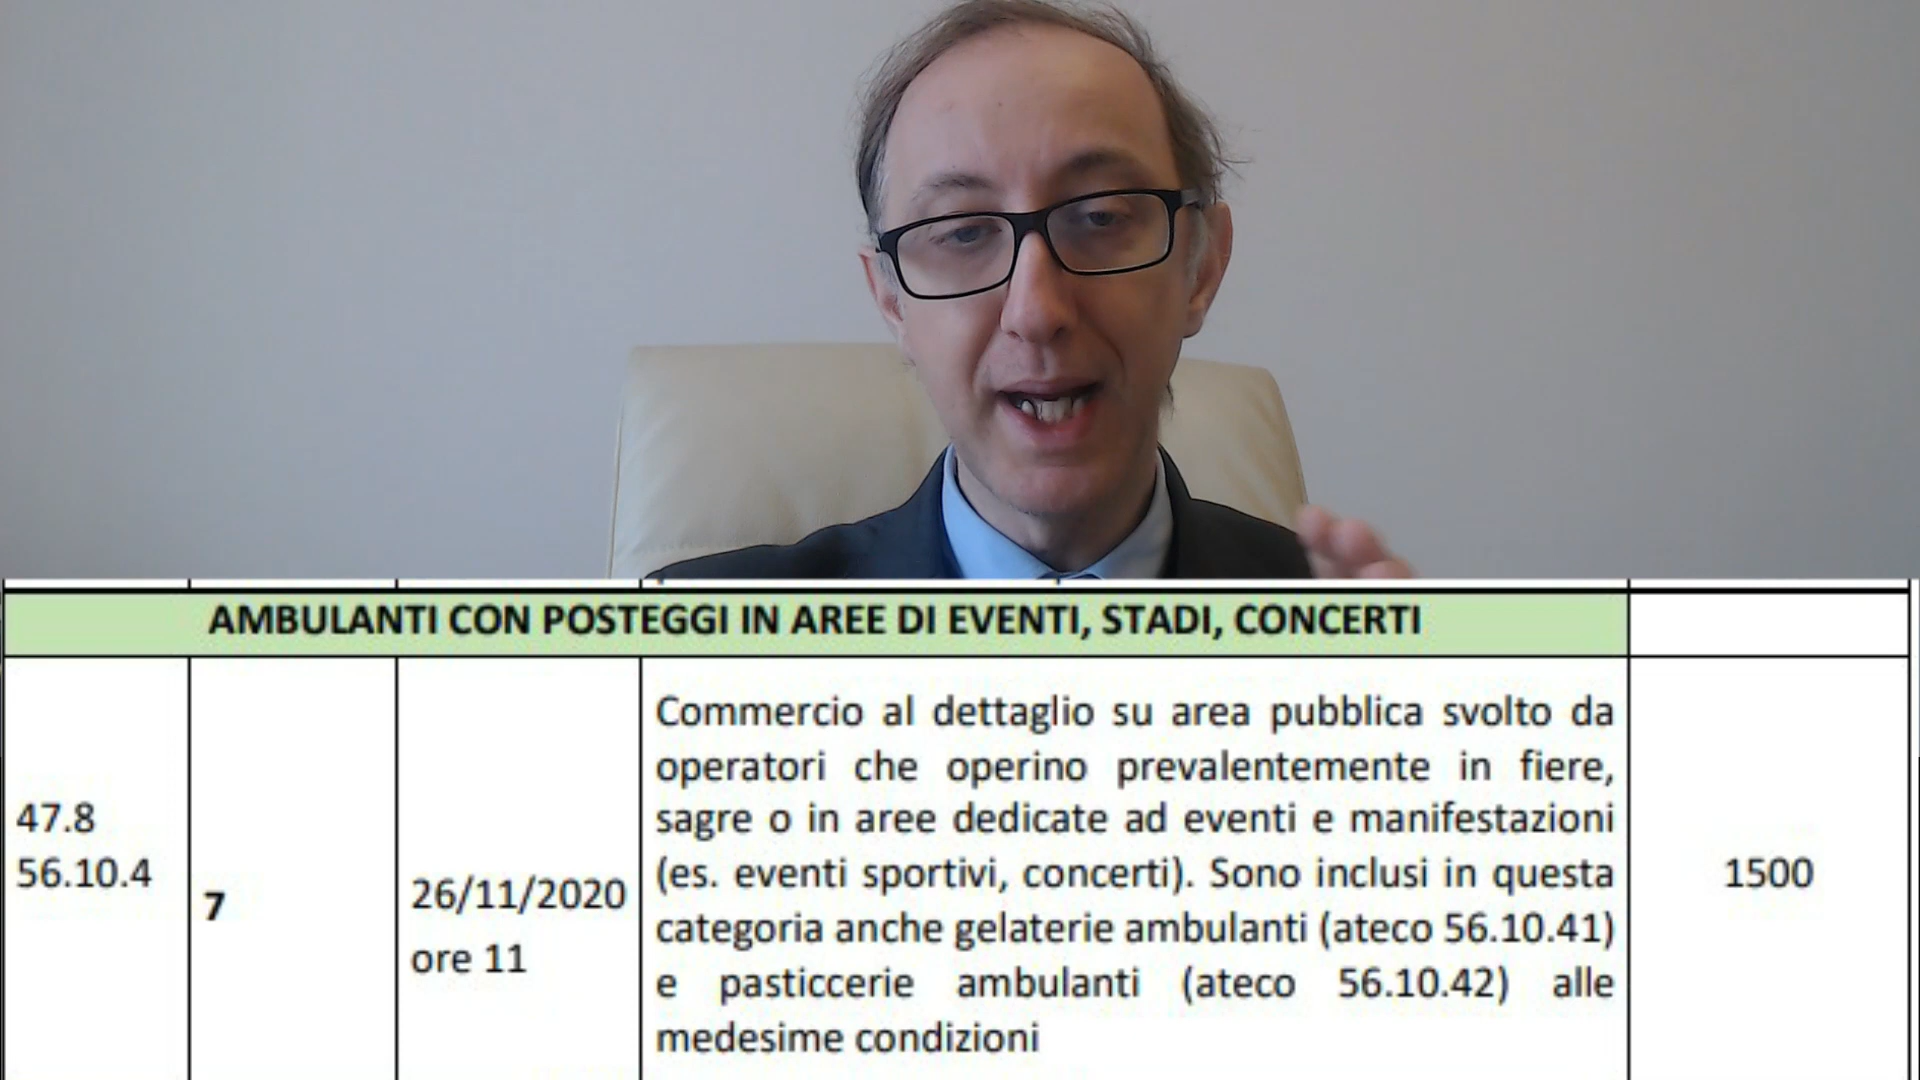 AMBULANTI CON POSTEGGI IN AREE DI EVENTI, STADI, CONCERTI
47.8
56.10.4
7
26/11/2020
ore 11
Commercio al dettaglio su area pubblica svolto da
operatori che operino prevalentemente in fiere,
sagre o in aree dedicate ad eventi e manifestazioni
(es. eventi sportivi, concerti). Sono inclusi in questa
categoria anche gelaterie ambulanti (ateco 56.10.41)
e pasticcerie ambulanti (ateco 56.10.42) alle
medesime condizioni
1500